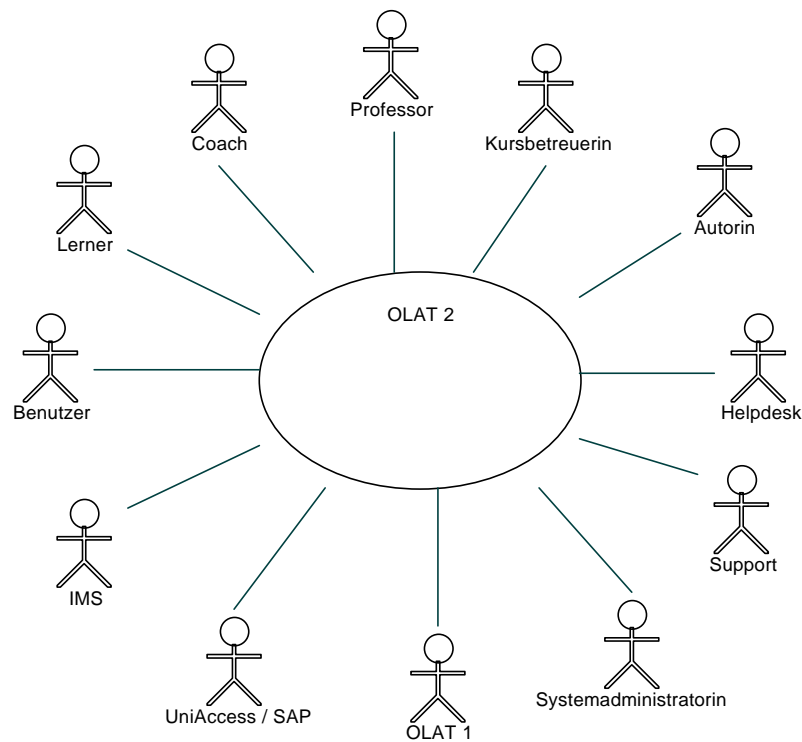 Professor
Coach
Kursbetreuerin
Autorin
Lerner
OLAT 2
Benutzer
Helpdesk
Support
IMS
Systemadministratorin
UniAccess / SAP
OLAT 1